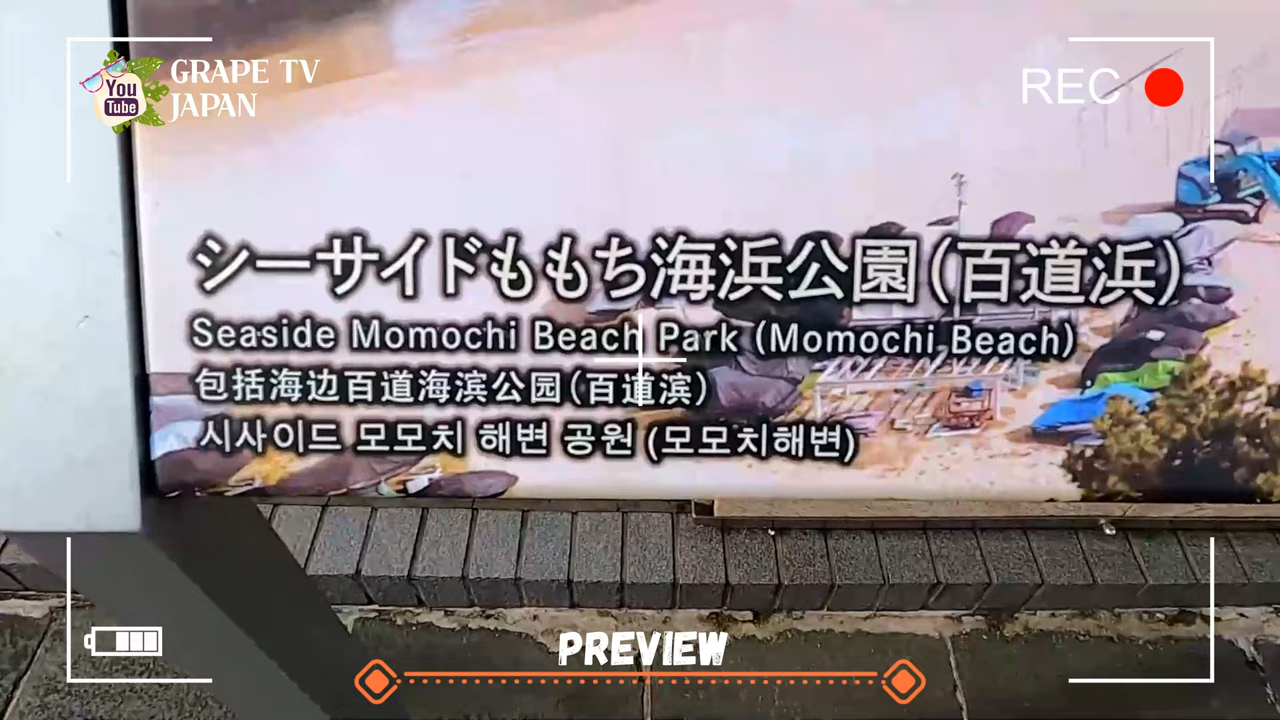 GRAPE TV
JAPAN
You
Tube
REC
シーサイドももち海浜公園(百道浜)
Seaside Momochi Beach Park (Momochi Beach)
包括海边百道海滨公园(百道滨)
시사이드 모모치 해변 공원 (모모치해변)
PREVIEW